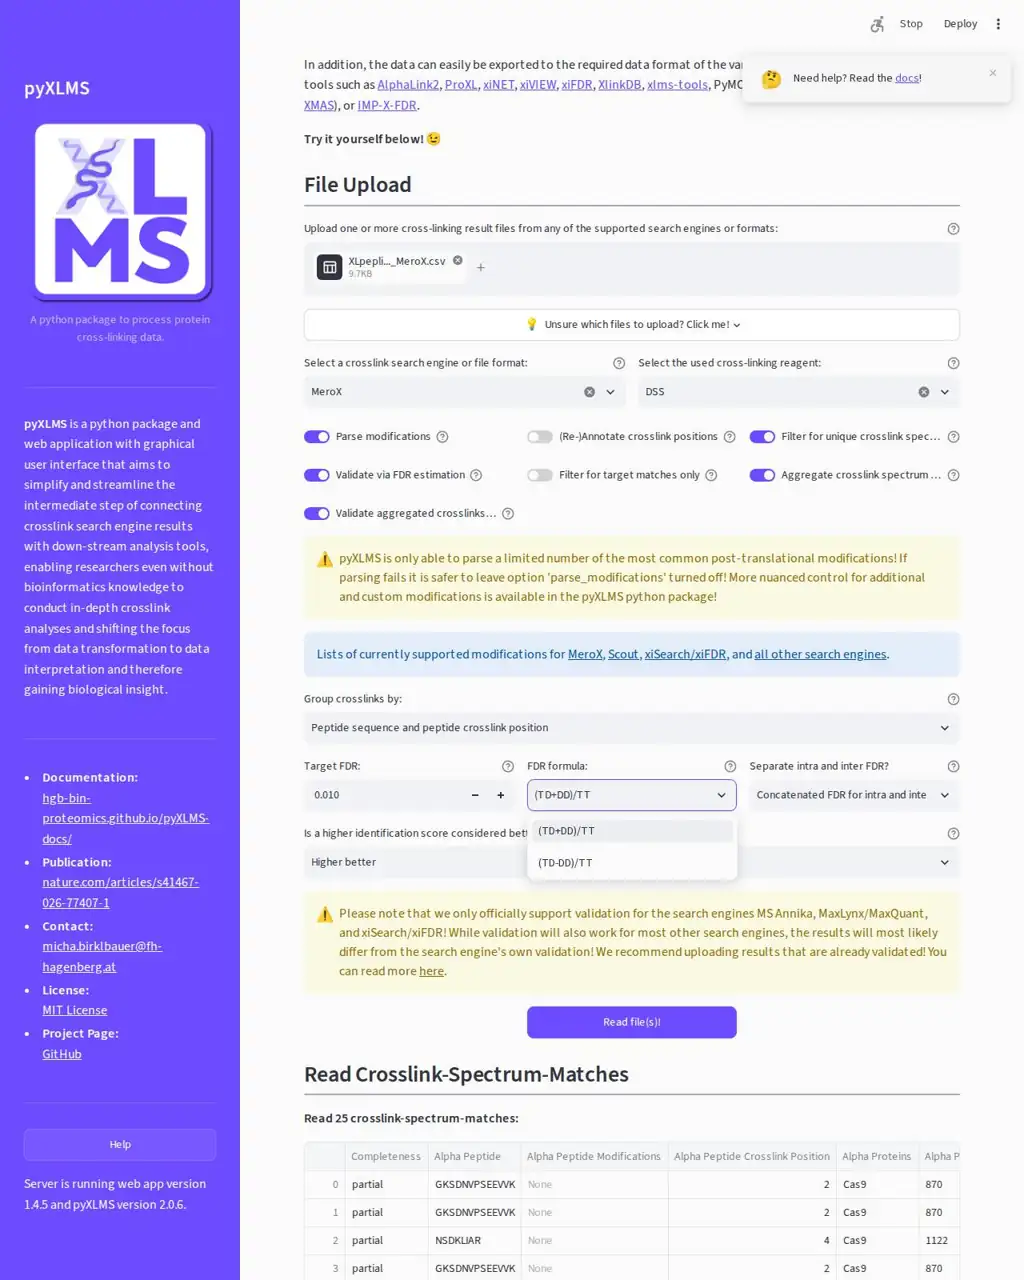 Stop
Deploy
pyXLMS
XL
MS
A python package to process protein
cross-linking data.
pyXLMS is a python package and
web application with graphical
user interface that aims to
simplify and streamline the
intermediate step of connecting
crosslink search engine results
with down-stream analysis tools,
enabling researchers even without
bioinformatics knowledge to
conduct in-depth crosslink
analyses and shifting the focus
from data transformation to data
interpretation and therefore
gaining biological insight.
Documentation:
hgb-bin-
proteomics.github.io/pyXLMS-
docs/
Publication:
nature.com/articles/s41467-
026-77407-1
Contact:
micha.birklbauer@fh-
hagenberg.at
License:
MIT License
Project Page:
GitHub
Help
Server is running web app version
1.4.5 and pyXLMS version 2.0.6.
In addition, the data can easily be exported to the required data format of the
tools such as AlphaLink2, ProXL, xiNET, xiVIEW, xiFDR, XlinkDB, xlms-tools,
XMAS), or IMP-X-FDR.
Need help? Read the docs!
Try it yourself below! 😉
File Upload
Upload one or more cross-linking result files from any of the supported search engines or formats:
XLpepli..._MeroX.csv
9.7KB
+
Unsure which files to upload? Click me!
Select a crosslink search engine or file format:
Select the used cross-linking reagent:
MeroX
DSS
Parse modifications
(Re-)Annotate crosslink positions
Filter for unique crosslink spec...
Validate via FDR estimation
Filter for target matches only
Aggregate crosslink spectrum ...
Validate aggregated crosslinks...
pyXLMS is only able to parse a limited number of the most common post-translational modifications! If
parsing fails it is safer to leave option 'parse_modifications' turned off! More nuanced control for additional
and custom modifications is available in the pyXLMS python package!
Lists of currently supported modifications for MeroX, Scout, xiSearch/xiFDR, and all other search engines.
Group crosslinks by:
Peptide sequence and peptide crosslink position
Target FDR:
FDR formula:
Separate intra and inter FDR?
0.010
(TD+DD)/TT
Concatenated FDR for intra and inte
Is a higher identification score considered
(TD+DD)/TT
(TD-DD)/TT
Higher better
Please note that we only officially support validation for the search engines MS Annika, MaxLynx/MaxQuant,
and xiSearch/xiFDR! While validation will also work for most other search engines, the results will most likely
differ from the search engine's own validation! We recommend uploading results that are already validated! You
can read more here.
Read file(s)!
Read Crosslink-Spectrum-Matches
Read 25 crosslink-spectrum-matches:
Completeness Alpha Peptide Alpha Peptide Modifications Alpha Peptide Crosslink Position Alpha Proteins Alpha P
0 partial GKSDNVPSEEVVK None 2 Cas9 870
1 partial GKSDNVPSEEVVK None 2 Cas9 870
2 partial NSDKLIAR None 4 Cas9 1122
3 partial GKSDNVPSEEVVK None 2 Cas9 870